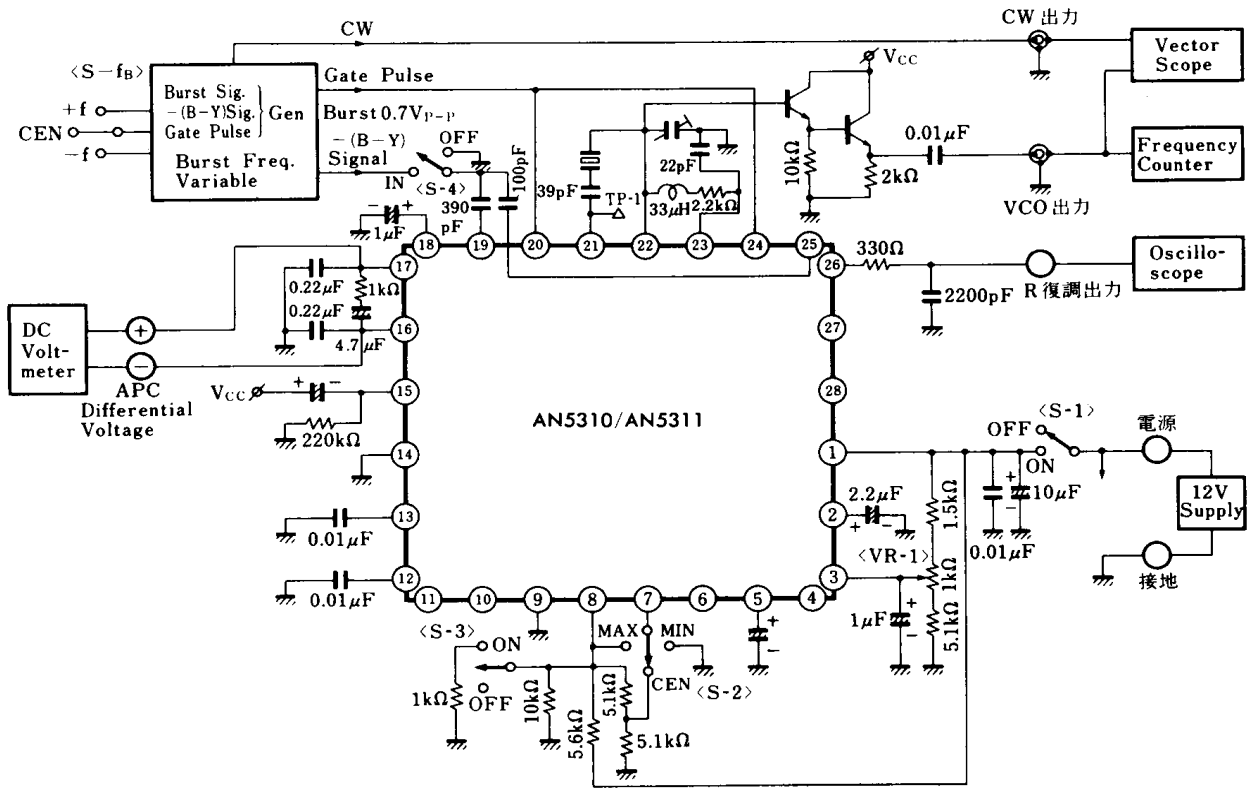 CW
CW 出力
Vector
Scope
<S-fB>
+f
CEN
-f
Burst Sig.
-(B-Y)Sig.
Gate Pulse
Gen
Burst Freq.
Variable
Gate Pulse
Burst 0.7VP-P
-(B-Y)
Signal
OFF
IN
<S-4>
390
pF
100pF
39pF
TP-1
22pF
33μH
2.2kΩ
VCC
10kΩ
2kΩ
0.01μF
VCO 出力
Frequency
Counter
1μF
18
19
20
21
22
23
24
25
17
16
15
14
13
12
26
27
28
1
2
3
11
10
9
8
7
6
5
4
330Ω
2200pF
R 復調出力
Oscillo-
scope
DC
Volt-
meter
APC
Differential
Voltage
0.22μF
1kΩ
0.22μF
4.7μF
VCC
220kΩ
0.01μF
0.01μF
AN5310/AN5311
<S-1>
OFF
ON
電源
12V
Supply
接地
10μF
0.01μF
2.2μF
<VR-1>
1.5kΩ
1kΩ
5.1kΩ
1μF
<S-3>
ON
OFF
1kΩ
10kΩ
5.6kΩ
5.1kΩ
5.1kΩ
MAX
MIN
CEN
<S-2>